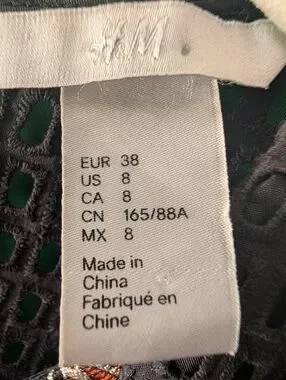 H&M
EUR 38
US 8
CA 8
CN 165/88A
MX 8
Made in
China
Fabriqué en
Chine